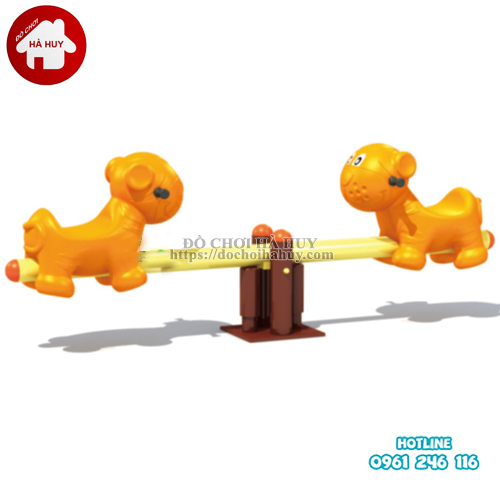 ĐỒ CHƠI
HÀ HUY
ĐỒ CHƠI HÀ HUY
https://dochoihahuy.com
HOTLINE
0961 246 116